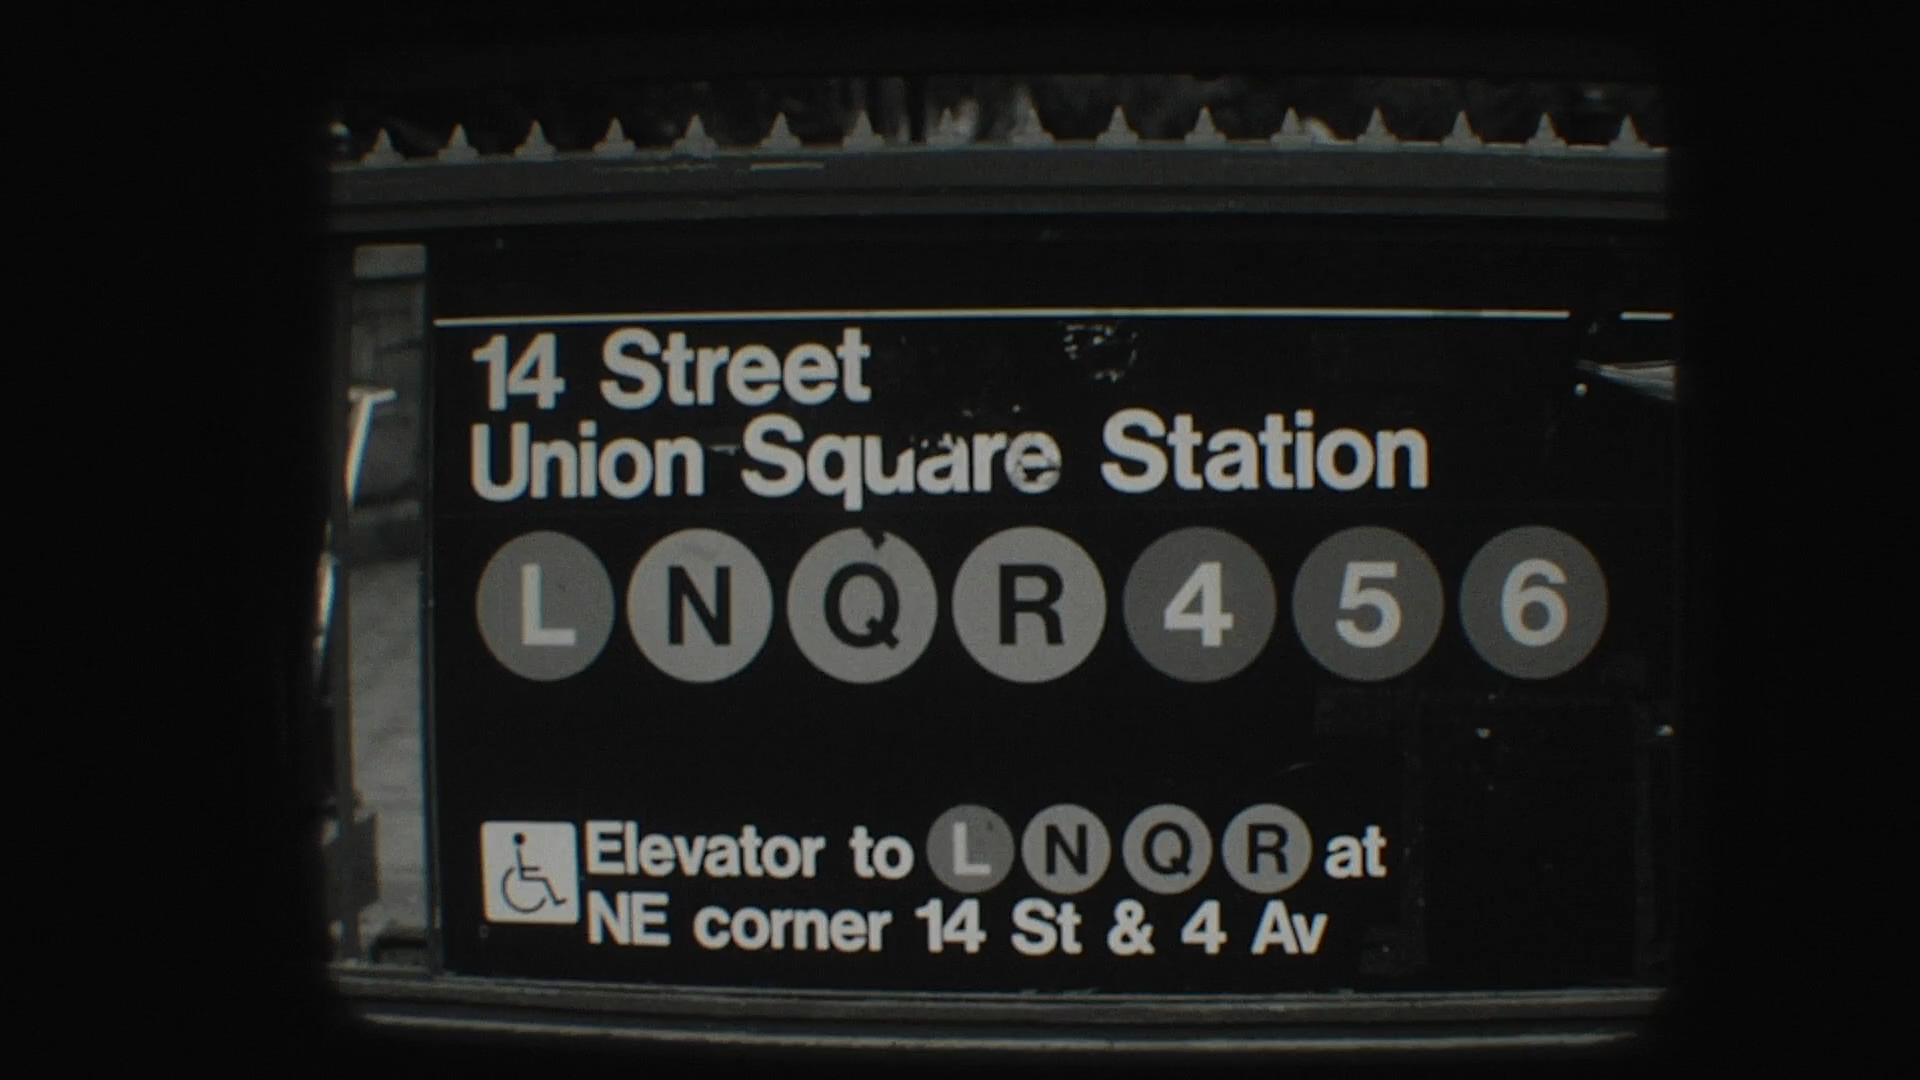 14 Street
Union Square Station
L N Q R 4 5 6
Elevator to L N Q R at
NE corner 14 St & 4 Av